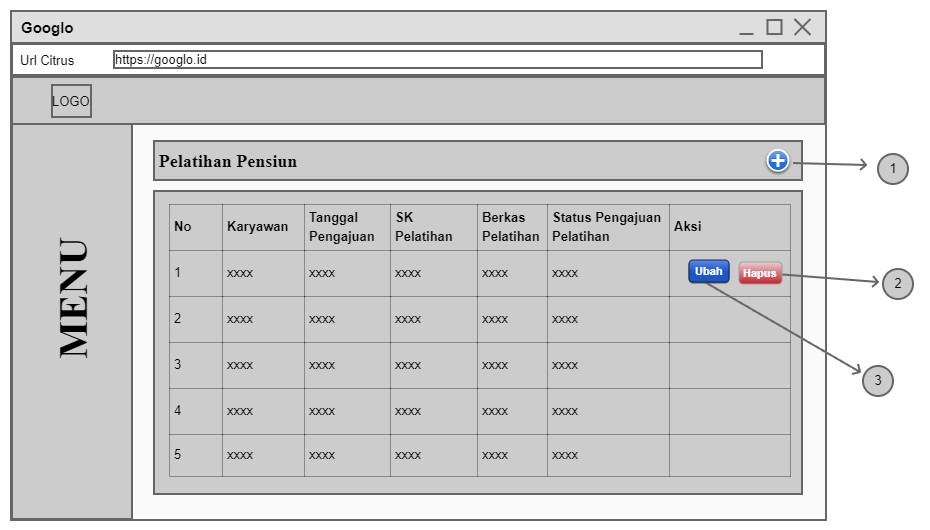 Googlo
Url Citrus https://googlo.id
LOGO
MENU
Pelatihan Pensiun
1
No Karyawan Tanggal Pengajuan SK Pelatihan Berkas Pelatihan Status Pengajuan Pelatihan Aksi
1 xxxx xxxx xxxx xxxx xxxx Ubah Hapus
2
2 xxxx xxxx xxxx xxxx xxxx
3 xxxx xxxx xxxx xxxx xxxx
3
4 xxxx xxxx xxxx xxxx xxxx
5 xxxx xxxx xxxx xxxx xxxx